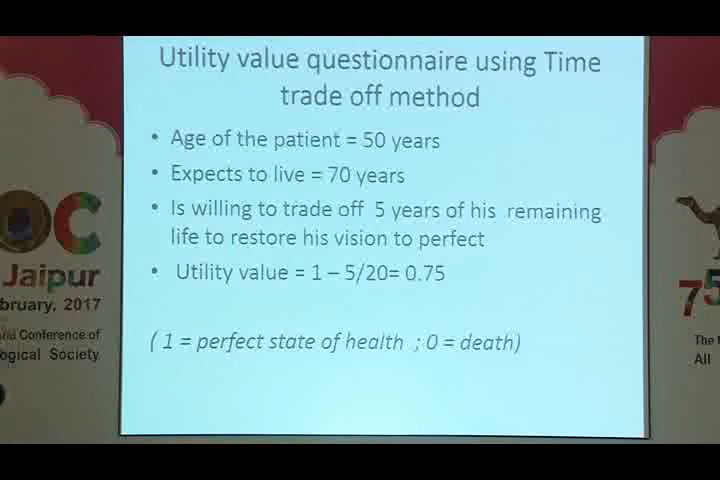 Utility value questionnaire using Time
trade off method
• Age of the patient = 50 years
• Expects to live = 70 years
• Is willing to trade off 5 years of his remaining
life to restore his vision to perfect
• Utility value = 1 – 5/20= 0.75
( 1 = perfect state of health ; 0 = death)
OC
Jaipur
bruary, 2017
Conference of
ogical Society
75
The
All